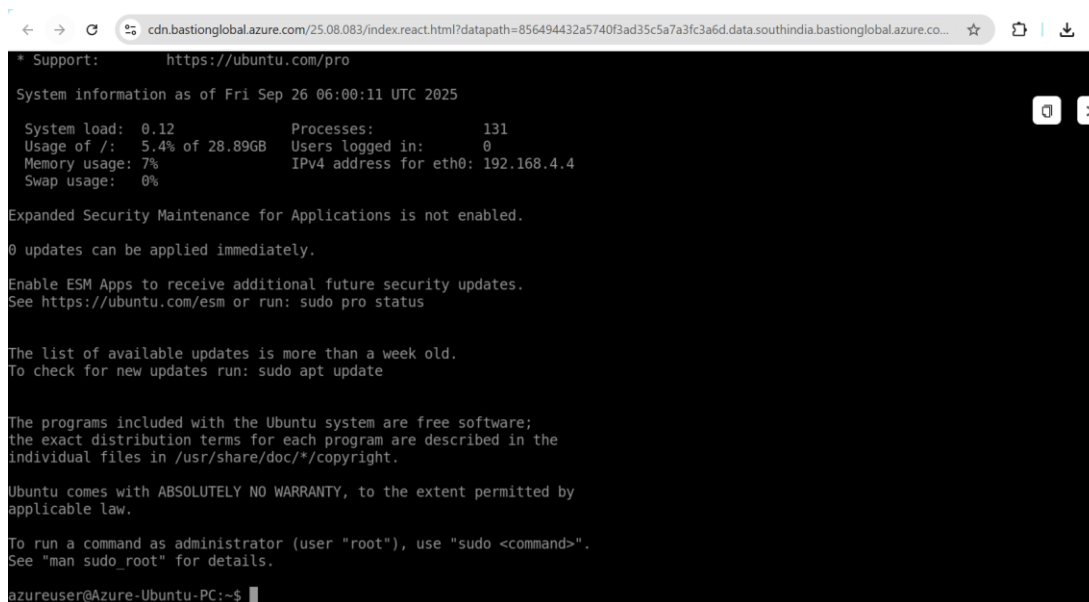 cdn.bastionglobal.azure.com/25.08.083/index.react.html?datapath=856494432a5740f3ad35c5a7a3fc3a6d.data.southindia.bastionglobal.azure.co...
* Support:        https://ubuntu.com/pro
System information as of Fri Sep 26 06:00:11 UTC 2025
System load:  0.12               Processes:             131
Usage of /:   5.4% of 28.89GB   Users logged in:       0
Memory usage: 7%                 IPv4 address for eth0: 192.168.4.4
Swap usage:   0%
Expanded Security Maintenance for Applications is not enabled.
0 updates can be applied immediately.
Enable ESM Apps to receive additional future security updates.
See https://ubuntu.com/esm or run: sudo pro status
The list of available updates is more than a week old.
To check for new updates run: sudo apt update
The programs included with the Ubuntu system are free software;
the exact distribution terms for each program are described in the
individual files in /usr/share/doc/*/copyright.
Ubuntu comes with ABSOLUTELY NO WARRANTY, to the extent permitted by
applicable law.
To run a command as administrator (user "root"), use "sudo <command>".
See "man sudo_root" for details.
azureuser@Azure-Ubuntu-PC:~$